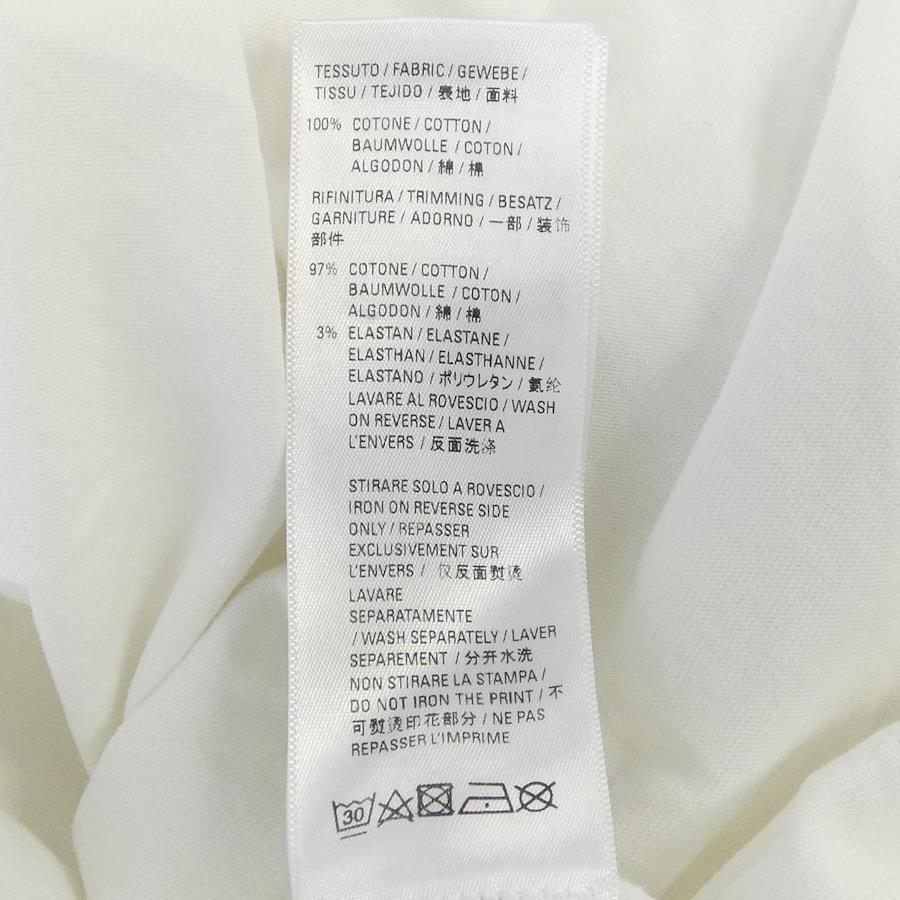 TESSUTO / FABRIC / GEWEBE /
TISSU / TEJIDO / 表地 / 面料
100% COTONE / COTTON /
BAUMWOLLE / COTON /
ALGODON / 綿 / 棉
RIFINITURA / TRIMMING / BESATZ /
GARNITURE / ADORNO / 一部 / 装饰
部件
97% COTONE / COTTON /
BAUMWOLLE / COTON /
ALGODON / 綿 / 棉
3% ELASTAN / ELASTANE /
ELASTHAN / ELASTHANNE /
ELASTANO / ポリウレタン / 氨纶
LAVARE AL ROVESCIO / WASH
ON REVERSE / LAVER A
L'ENVERS / 反面洗涤
STIRARE SOLO A ROVESCIO /
IRON ON REVERSE SIDE
ONLY / REPASSER
EXCLUSIVEMENT SUR
L'ENVERS / 仅反面熨烫
LAVARE
SEPARATAMENTE
/ WASH SEPARATELY / LAVER
SEPAREMENT / 分开水洗
NON STIRARE LA STAMPA /
DO NOT IRON THE PRINT / 不
可熨烫印花部分 / NE PAS
REPASSER L'IMPRIME
30